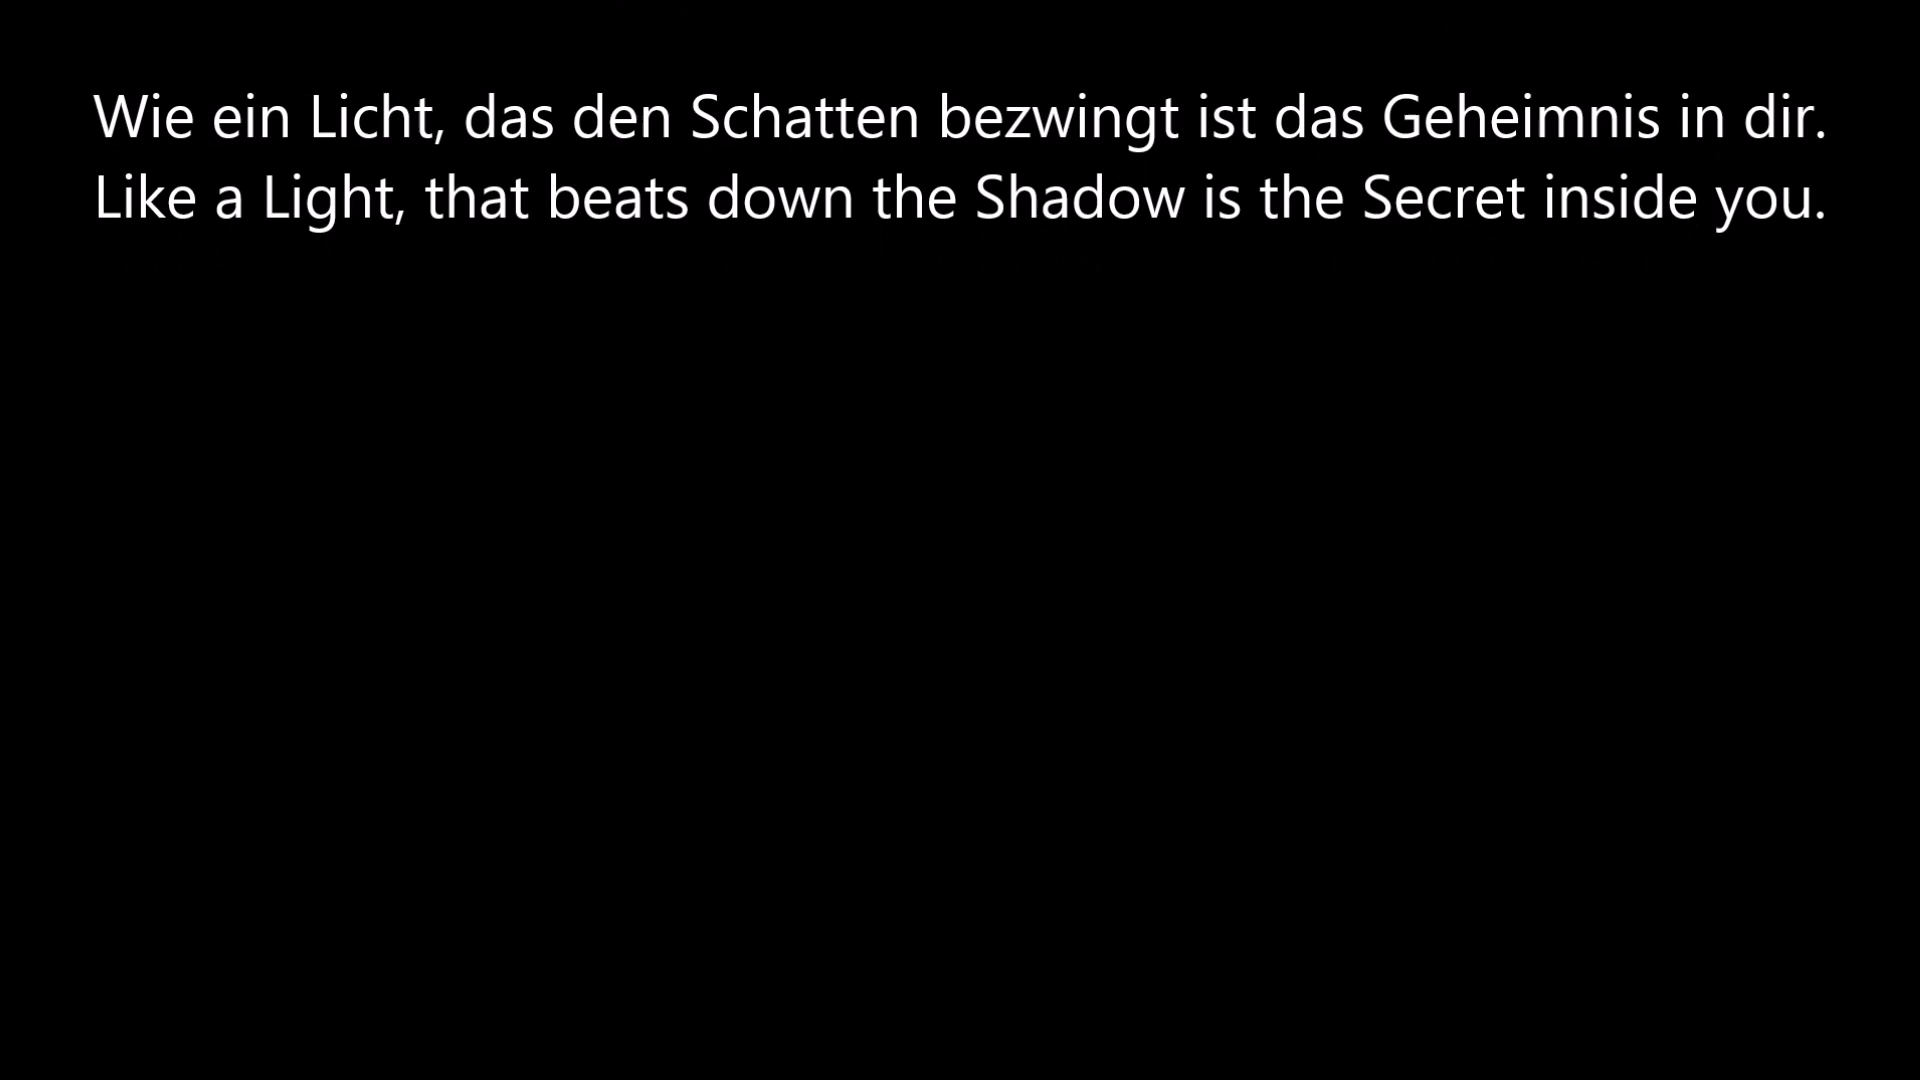 Wie ein Licht, das den Schatten bezwingt ist das Geheimnis in dir.
Like a Light, that beats down the Shadow is the Secret inside you.